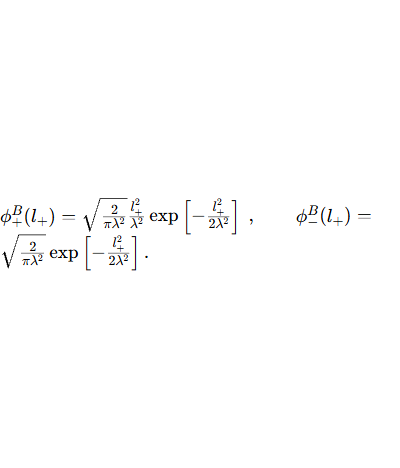 $\phi_+^B(l_+) = \sqrt{\frac{2}{\pi\lambda^2}} \frac{l_+^2}{\lambda^2} \exp\left[-\frac{l_+^2}{2\lambda^2}\right] \ , \qquad \phi_-^B(l_+) =$
$\sqrt{\frac{2}{\pi\lambda^2}} \exp\left[-\frac{l_+^2}{2\lambda^2}\right] .$